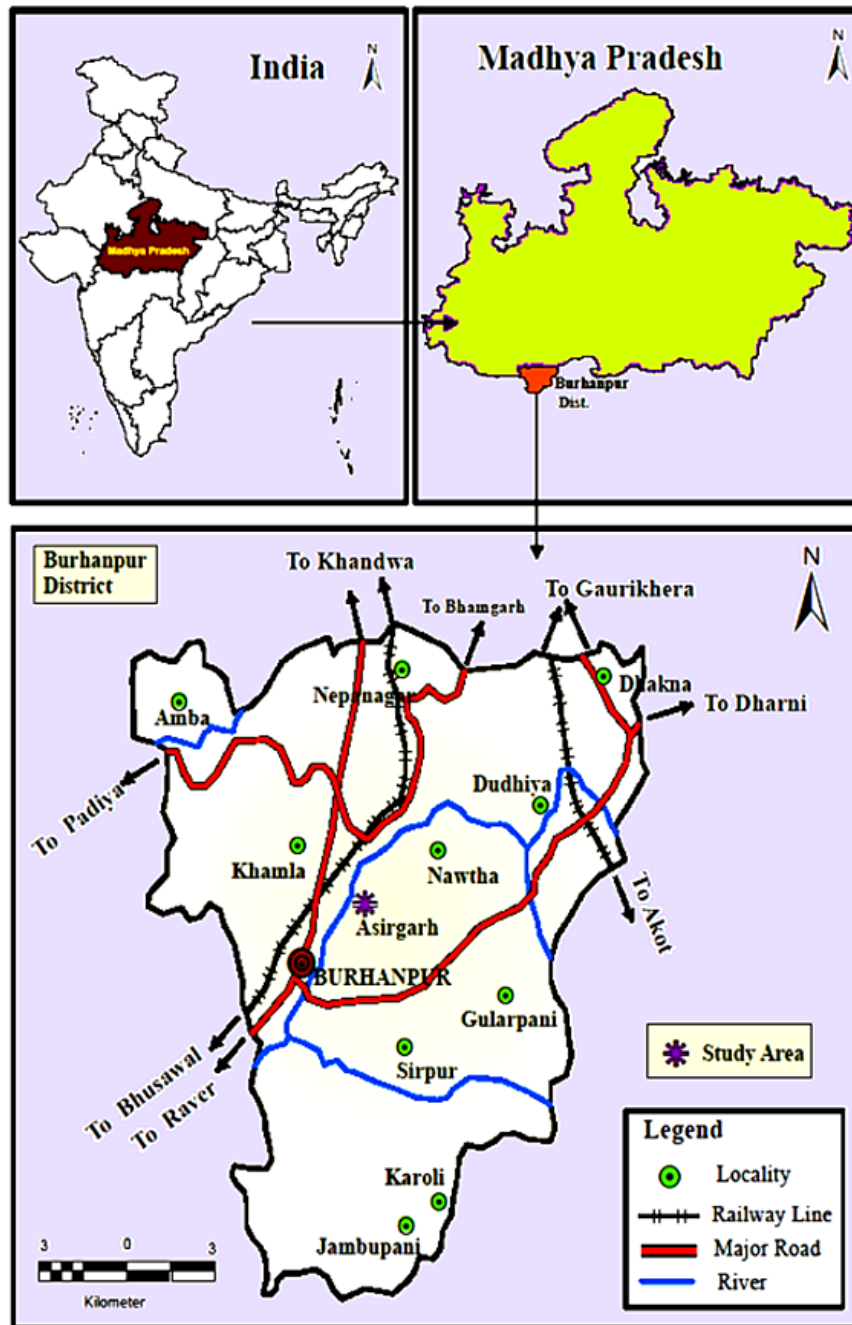 India
N
Madhya Pradesh
Madhya Pradesh
N
Burhanpur
Dist.
Burhanpur
District
To Khandwa
To Bhamgarh
To Gaurikhera
N
Nepanagar
Dhakna
Amba
To Dharni
To Padiya
Dudhiya
Khamla
Nawtha
To Akot
Asirgarh
BURHANPUR
Gularpani
Sirpur
To Bhusawal
To Raver
Study Area
Legend
Locality
Railway Line
Major Road
River
Karoli
Jambupani
3 0 3
Kilometer